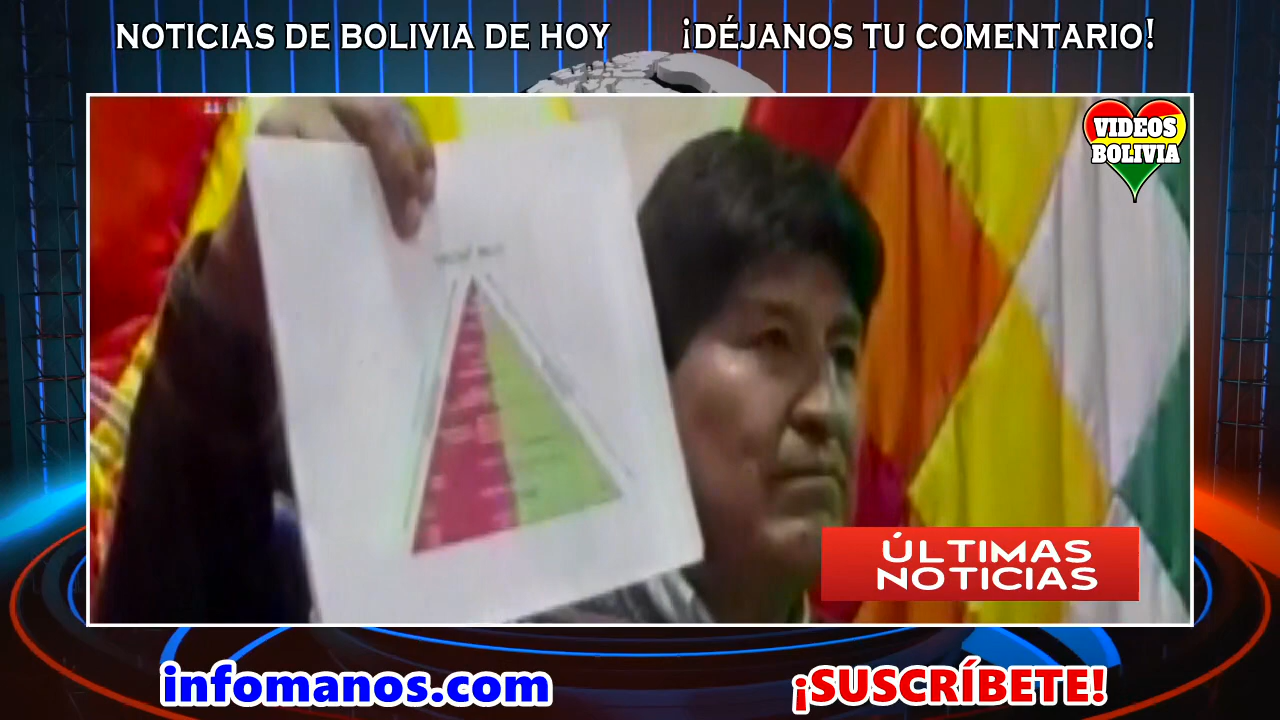 NOTICIAS DE BOLIVIA DE HOY
¡DÉJANOS TU COMENTARIO!
VIDEOS
BOLIVIA
ÚLTIMAS
NOTICIAS
infomanos.com
¡SUSCRÍBETE!